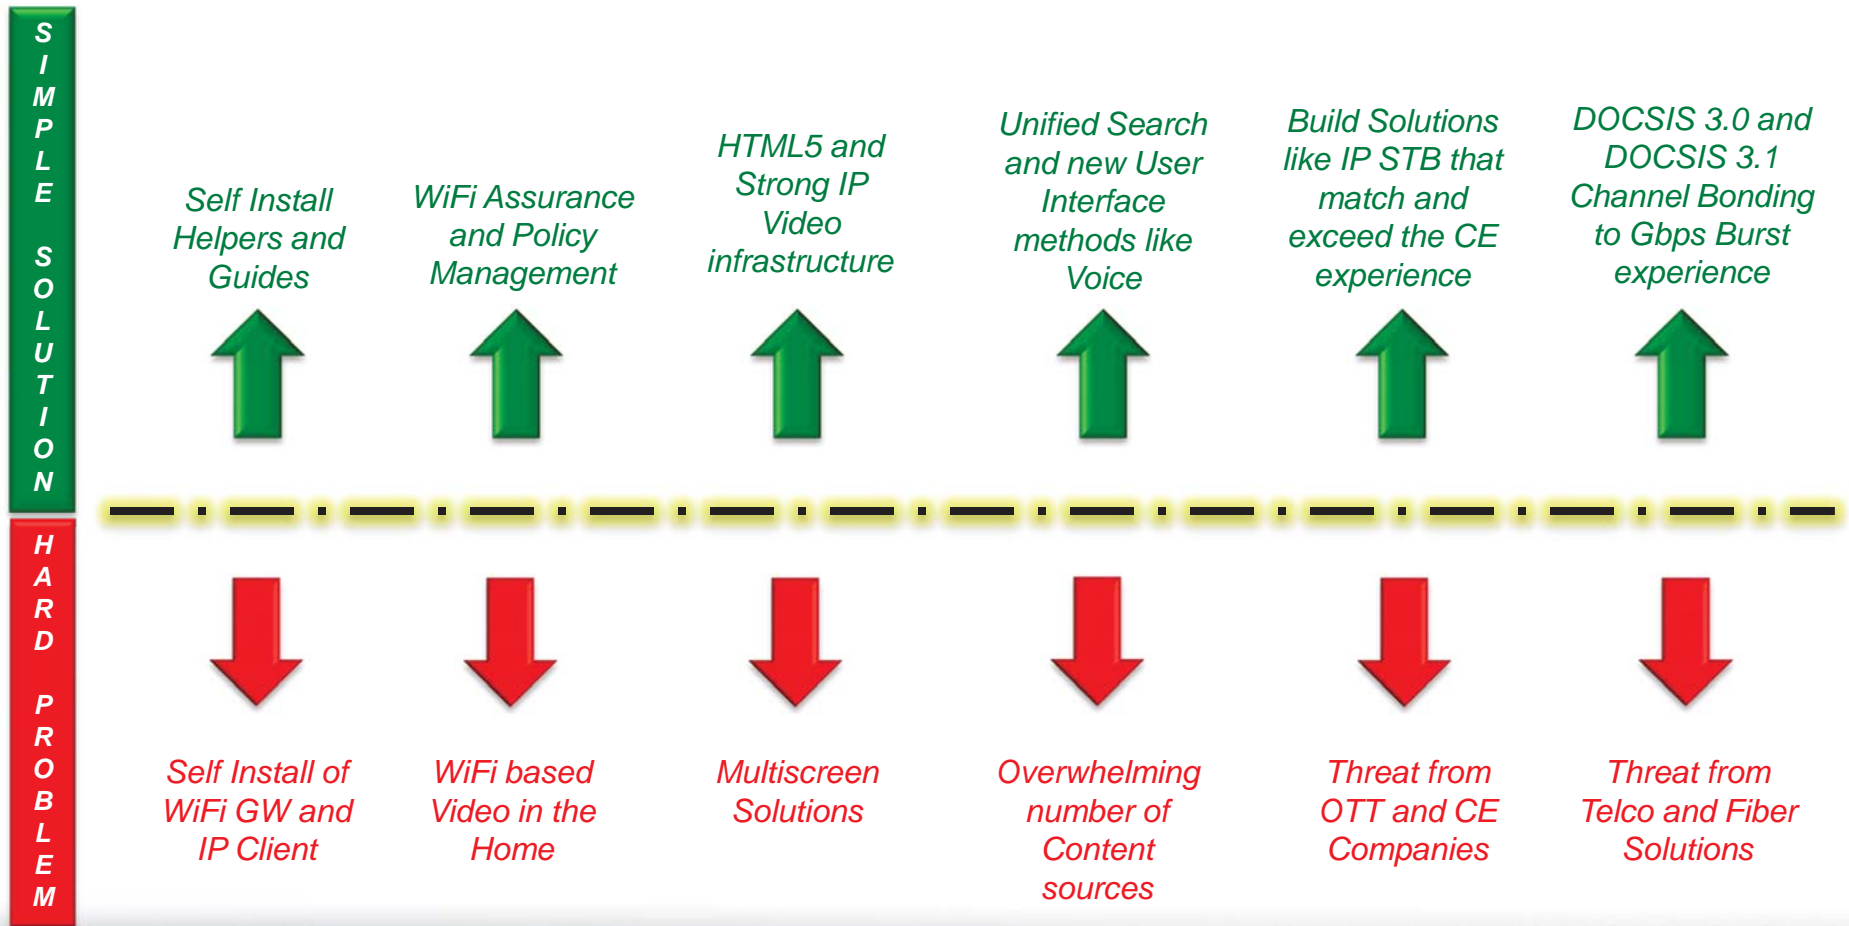 SIMPLE SOLUTION
Self Install
Helpers and
Guides
WiFi Assurance
and Policy
Management
HTML5 and
Strong IP
Video
infrastructure
Unified Search
and new User
Interface
methods like
Voice
Build Solutions
like IP STB that
match and
exceed the CE
experience
DOCSIS 3.0 and
DOCSIS 3.1
Channel Bonding
to Gbps Burst
experience
HARD PROBLEM
Self Install of
WiFi GW and
IP Client
WiFi based
Video in the
Home
Multiscreen
Solutions
Overwhelming
number of
Content
sources
Threat from
OTT and CE
Companies
Threat from
Telco and Fiber
Solutions